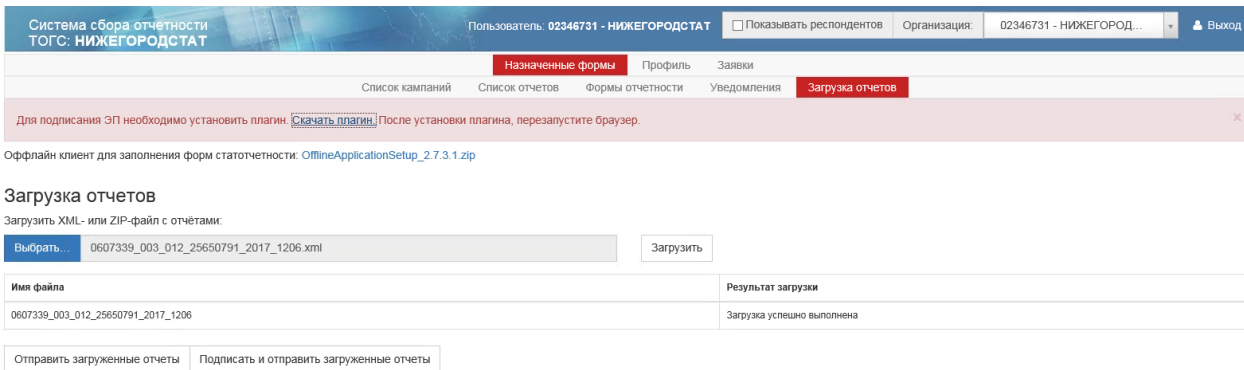 Система сбора отчетности
ТОГС: НИЖЕГОРОДСТАТ
Пользователь: 02346731 - НИЖЕГОРОДСТАТ
Показывать респондентов
Организация:
02346731 - НИЖЕГОРОД...
Выход
Назначенные формы Профиль Заявки
Список кампаний Список отчетов Формы отчетности Уведомления Загрузка отчетов
Для подписания ЭП необходимо установить плагин. Скачать плагин. После установки плагина, перезапустите браузер. ×
Оффлайн клиент для заполнения форм статотчетности: OfflineApplicationSetup_2.7.3.1.zip
Загрузка отчетов
Загрузить XML- или ZIP-файл с отчётами:
Выбрать... 0607339_003_012_25650791_2017_1206.xml Загрузить
Имя файла Результат загрузки
0607339_003_012_25650791_2017_1206 Загрузка успешно выполнена
Отправить загруженные отчеты Подписать и отправить загруженные отчеты